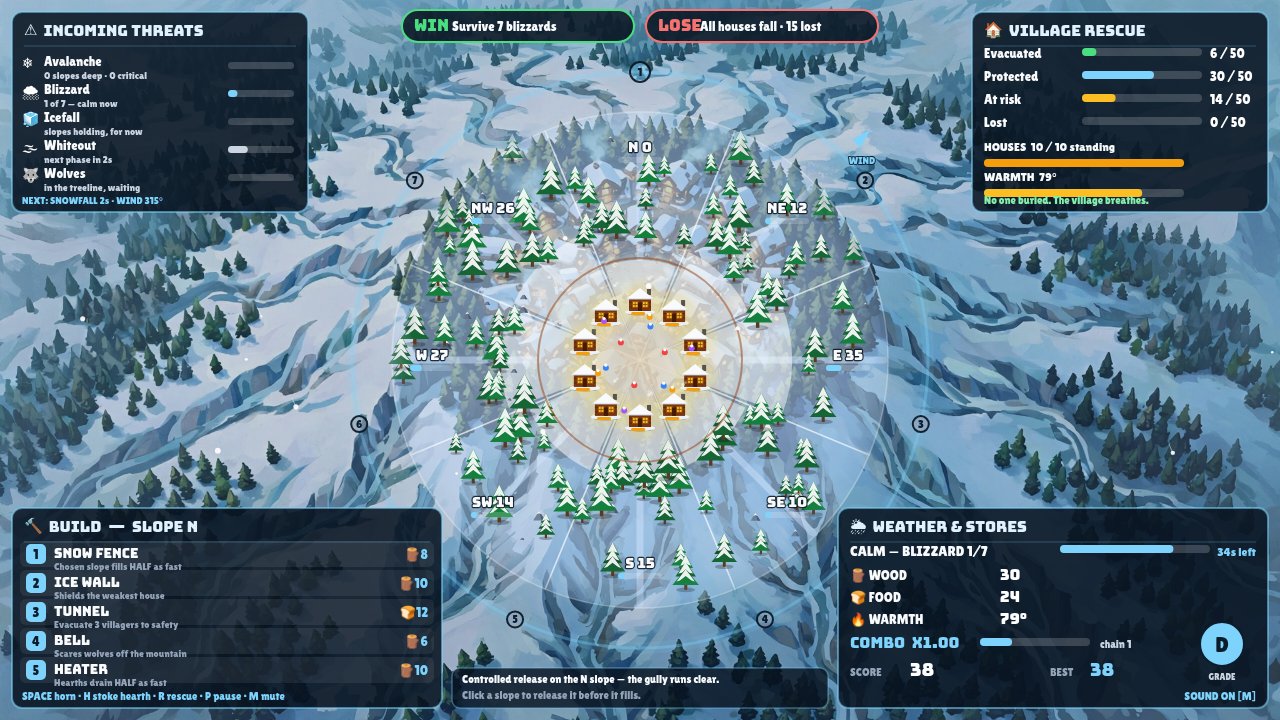 ⚠ INCOMING THREATS
Avalanche
0 slopes deep · 0 critical
Blizzard
1 of 7 — calm now
Icefall
slopes holding, for now
Whiteout
next phase in 2s
Wolves
in the treeline, waiting
NEXT: SNOWFALL 2s · WIND 315°
WIN Survive 7 blizzards
LOSE All houses fall · 15 lost
VILLAGE RESCUE
Evacuated 6 / 50
Protected 30 / 50
At risk 14 / 50
Lost 0 / 50
HOUSES 10 / 10 standing
WARMTH 79°
No one buried. The village breathes.
1
N 0
WIND
7
2
NW 26
NE 12
W 27
E 35
6
3
SW 14
SE 10
S 15
5
4
BUILD — SLOPE N
1 SNOW FENCE 8
Chosen slope fills HALF as fast
2 ICE WALL 10
Shields the weakest house
3 TUNNEL 12
Evacuate 3 villagers to safety
4 BELL 6
Scares wolves off the mountain
5 HEATER 10
Hearths drain HALF as fast
SPACE horn · H stoke hearth · R rescue · P pause · M mute
Controlled release on the N slope — the gully runs clear.
Click a slope to release it before it fills.
WEATHER & STORES
CALM — BLIZZARD 1/7 34s left
WOOD 30
FOOD 24
WARMTH 79°
COMBO X1.00 chain 1
SCORE 38 BEST 38
D
GRADE
SOUND ON [M]